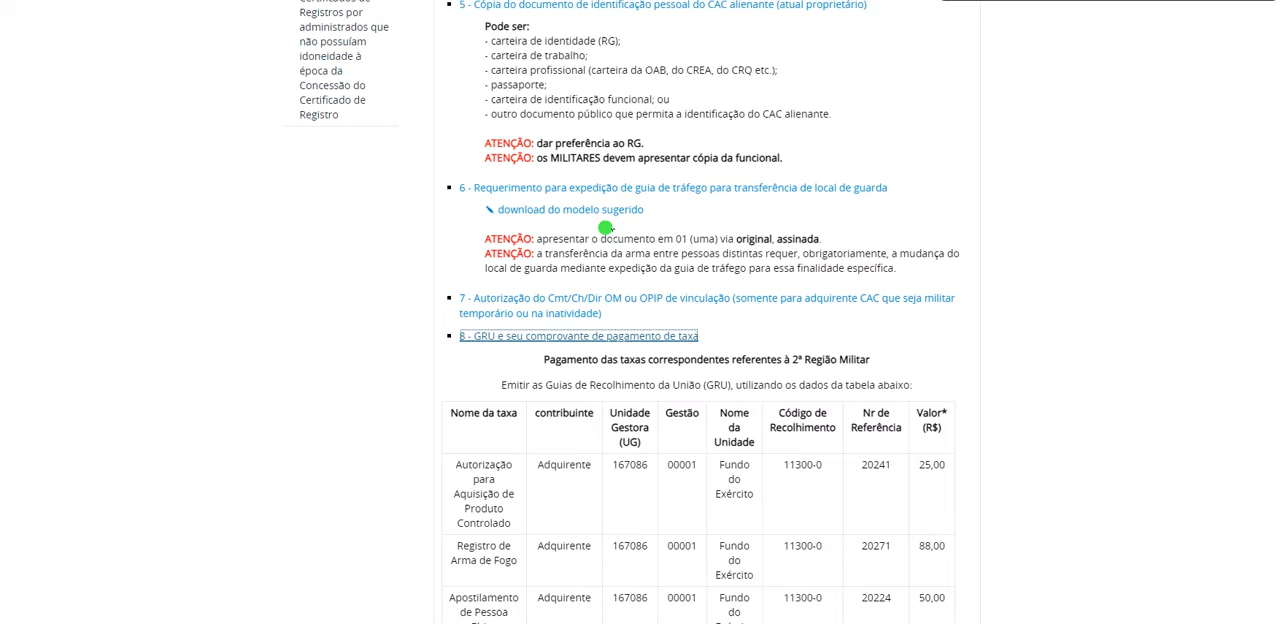 Certificados de
Registros por
administrados que
não possuíam
idoneidade à
época da
Concessão do
Certificado de
Registro
5 - Cópia do documento de identificação pessoal do CAC alienante (atual proprietário)
Pode ser:
- carteira de identidade (RG);
- carteira de trabalho;
- carteira profissional (carteira da OAB, do CREA, do CRQ etc.);
- passaporte;
- carteira de identificação funcional; ou
- outro documento público que permita a identificação do CAC alienante.
ATENÇÃO: dar preferência ao RG.
ATENÇÃO: os MILITARES devem apresentar cópia da funcional.
6 - Requerimento para expedição de guia de tráfego para transferência de local de guarda
download do modelo sugerido
ATENÇÃO: apresentar o documento em 01 (uma) via original, assinada.
ATENÇÃO: a transferência da arma entre pessoas distintas requer, obrigatoriamente, a mudança do
local de guarda mediante expedição da guia de tráfego para essa finalidade específica.
7 - Autorização do Cmt/Ch/Dir OM ou OPIP de vinculação (somente para adquirente CAC que seja militar
temporário ou na inatividade)
8 - GRU e seu comprovante de pagamento de taxa
Pagamento das taxas correspondentes referentes à 2ª Região Militar
Emitir as Guias de Recolhimento da União (GRU), utilizando os dados da tabela abaixo:
Nome da taxa contribuinte Unidade Gestora (UG) Gestão Nome da Unidade Código de Recolhimento Nr de Referência Valor* (R$)
Autorização para Aquisição de Produto Controlado Adquirente 167086 00001 Fundo do Exército 11300-0 20241 25,00
Registro de Arma de Fogo Adquirente 167086 00001 Fundo do Exército 11300-0 20271 88,00
Apostilamento de Pessoa Adquirente 167086 00001 Fundo do 11300-0 20224 50,00